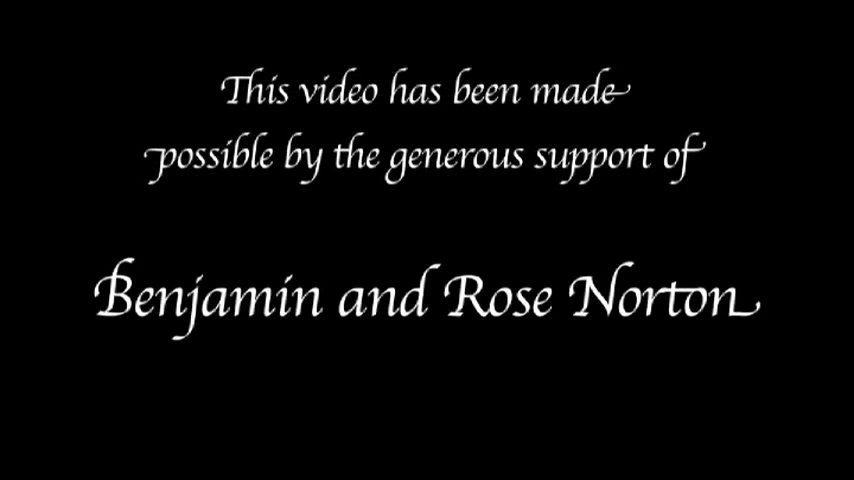 This video has been made
possible by the generous support of
Benjamin and Rose Norton